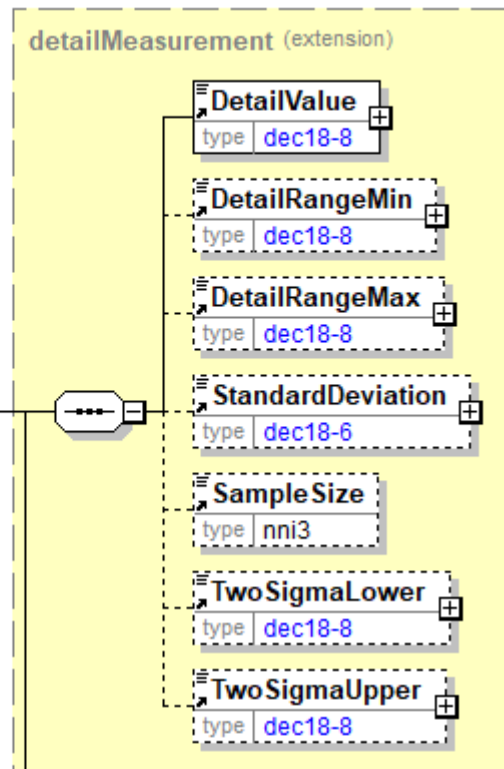 detailMeasurement (extension)
DetailValue
type dec18-8
DetailRangeMin
type dec18-8
DetailRangeMax
type dec18-8
StandardDeviation
type dec18-6
SampleSize
type nni3
TwoSigmaLower
type dec18-8
TwoSigmaUpper
type dec18-8